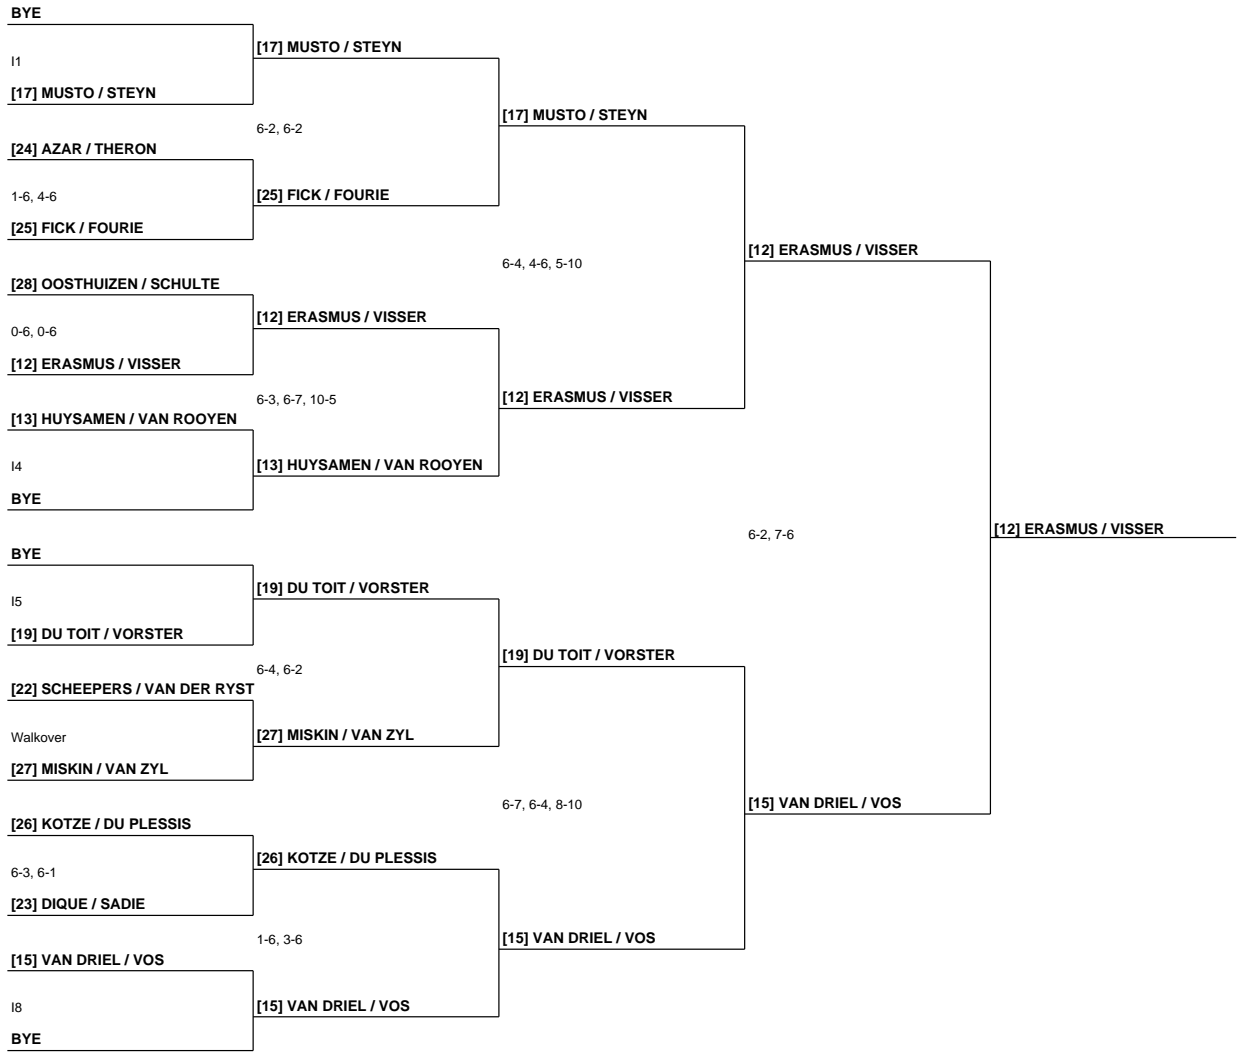 BYE
I1
[17] MUSTO / STEYN
[24] AZAR / THERON
1-6, 4-6
[25] FICK / FOURIE
[28] OOSTHUIZEN / SCHULTE
0-6, 0-6
[12] ERASMUS / VISSER
[13] HUYSAMEN / VAN ROOYEN
I4
BYE
BYE
I5
[19] DU TOIT / VORSTER
[22] SCHEEPERS / VAN DER RYST
Walkover
[27] MISKIN / VAN ZYL
[26] KOTZE / DU PLESSIS
6-3, 6-1
[23] DIQUE / SADIE
[15] VAN DRIEL / VOS
I8
BYE
[17] MUSTO / STEYN
6-2, 6-2
[25] FICK / FOURIE
[12] ERASMUS / VISSER
6-3, 6-7, 10-5
[13] HUYSAMEN / VAN ROOYEN
[19] DU TOIT / VORSTER
6-4, 6-2
[27] MISKIN / VAN ZYL
[26] KOTZE / DU PLESSIS
1-6, 3-6
[15] VAN DRIEL / VOS
[17] MUSTO / STEYN
6-4, 4-6, 5-10
[12] ERASMUS / VISSER
[19] DU TOIT / VORSTER
6-7, 6-4, 8-10
[15] VAN DRIEL / VOS
[12] ERASMUS / VISSER
6-2, 7-6
[15] VAN DRIEL / VOS
[12] ERASMUS / VISSER